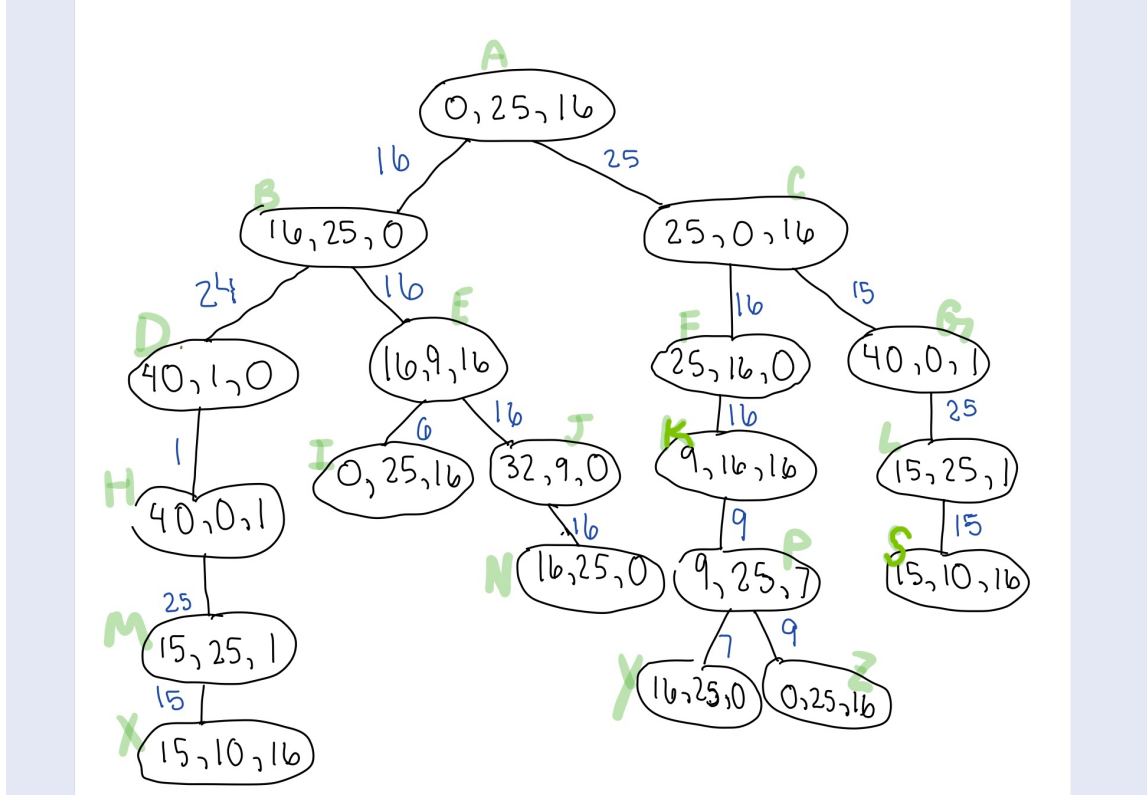 A
0, 25, 16
16
25
B
C
16, 25, 0
25, 0, 16
24
16
16
15
D
E
F
G
40, 1, 0
16, 9, 16
25, 16, 0
40, 0, 1
1
6
16
16
25
H
I
J
K
L
40, 0, 1
0, 25, 16
32, 9, 0
9, 16, 16
15, 25, 1
25
16
9
15
M
N
P
S
15, 25, 1
16, 25, 0
9, 25, 7
15, 10, 16
15
7
9
X
Y
Z
15, 10, 16
16, 25, 0
0, 25, 16